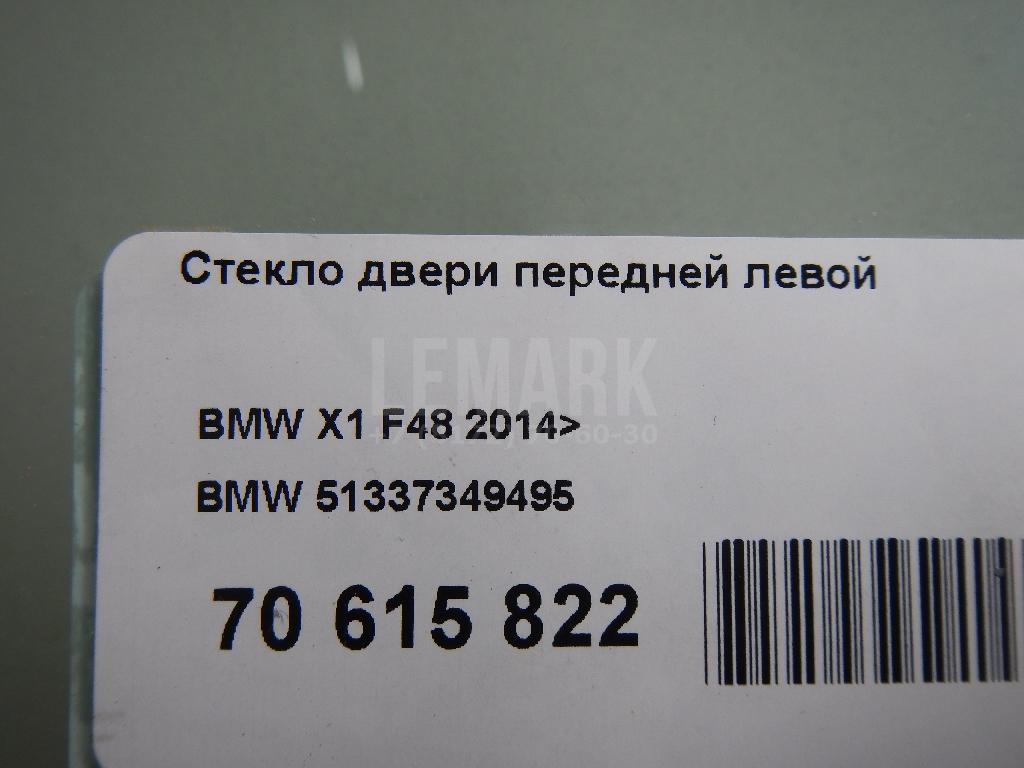 Стекло двери передней левой
LEMARK
BMW X1 F48 2014>
BMW 51337349495
70 615 822